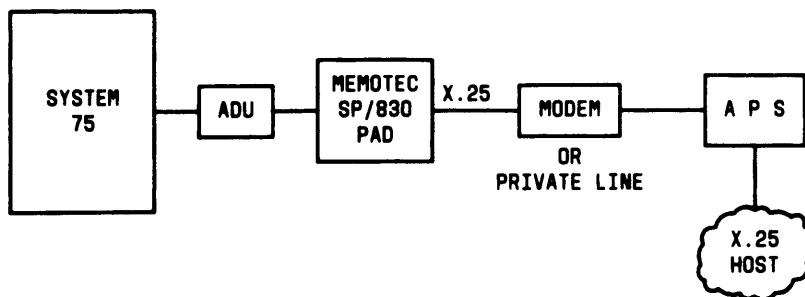 SYSTEM
75
ADU
MEMOTEC
SP/830
PAD
X.25
MODEM
OR
PRIVATE LINE
A P S
X.25
HOST